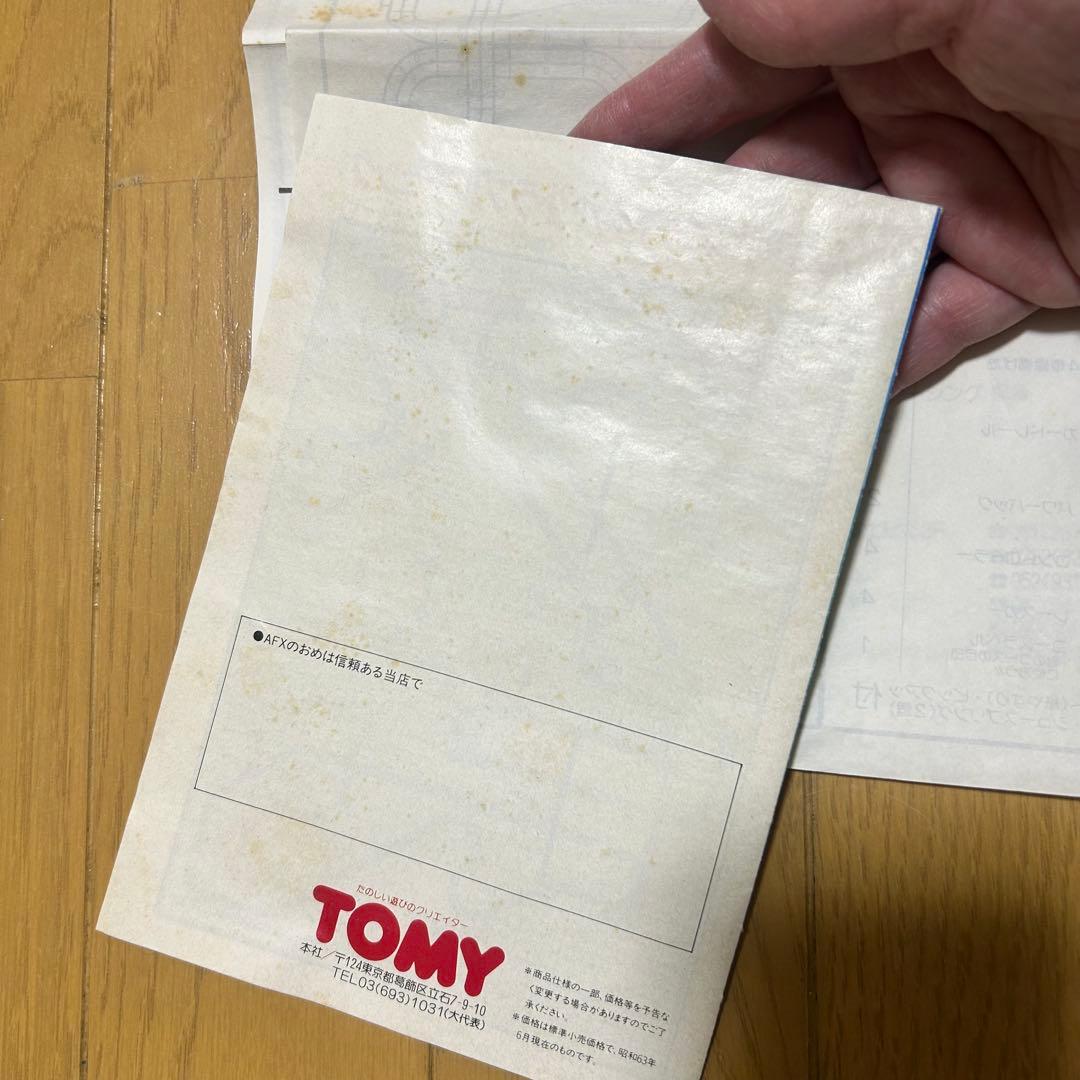 ●AFXのおめは信頼ある当店で
たのしい遊びのクリエイター
TOMY
本社/〒124東京都葛飾区立石7-9-10
TEL03(693)1031(大代表)
※商品仕様の一部、価格等を予告な
く変更する場合がありますのでご了
承ください。
※価格は標準小売価格で、昭和63年
6月現在のものです。